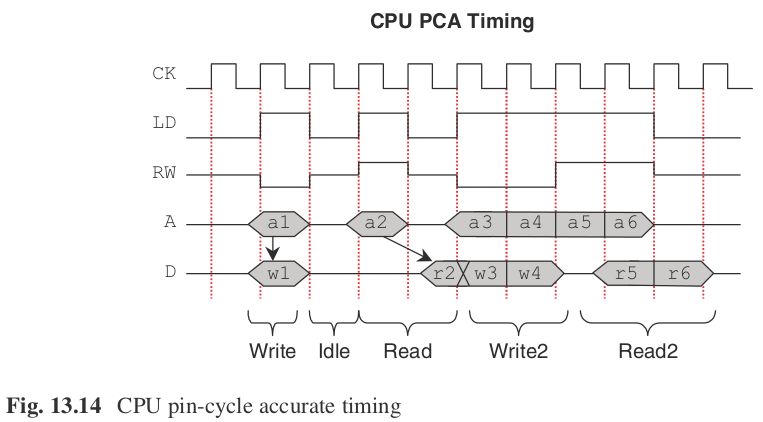 CPU PCA Timing
CK
LD
RW
A a1 a2 a3 a4 a5 a6
D w1 r2 w3 w4 r5 r6
Write Idle Read Write2 Read2
Fig. 13.14 CPU pin-cycle accurate timing